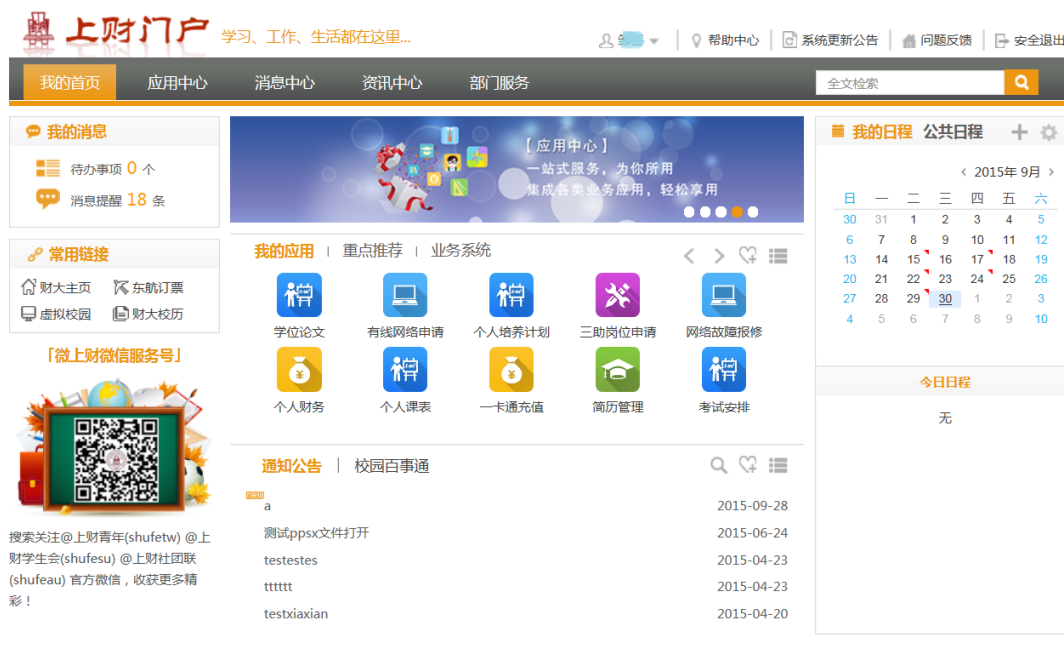 上财门户 学习、工作、生活都在这里...
帮助中心 系统更新公告 问题反馈 安全退出
我的首页 应用中心 消息中心 资讯中心 部门服务 全文检索
我的消息
待办事项 0 个
消息提醒 18 条
常用链接
财大主页 东航订票
虚拟校园 财大校历
「微上财微信服务号」
搜索关注@上财青年(shufetw) @上
财学生会(shufesu) @上财社团联
(shufeau) 官方微信，收获更多精
彩！
【应用中心】
一站式服务，为你所用
集成各类业务应用，轻松享用
我的应用 | 重点推荐 | 业务系统
学位论文 有线网络申请 个人培养计划 三助岗位申请 网络故障报修
个人财务 个人课表 一卡通充值 简历管理 考试安排
通知公告 | 校园百事通
new
a 2015-09-28
测试ppsx文件打开 2015-06-24
testestes 2015-04-23
tttttt 2015-04-23
testxiaxian 2015-04-20
我的日程 公共日程
2015年 9月
日 一 二 三 四 五 六
30 31 1 2 3 4 5
6 7 8 9 10 11 12
13 14 15 16 17 18 19
20 21 22 23 24 25 26
27 28 29 30 1 2 3
4 5 6 7 8 9 10
今日日程
无